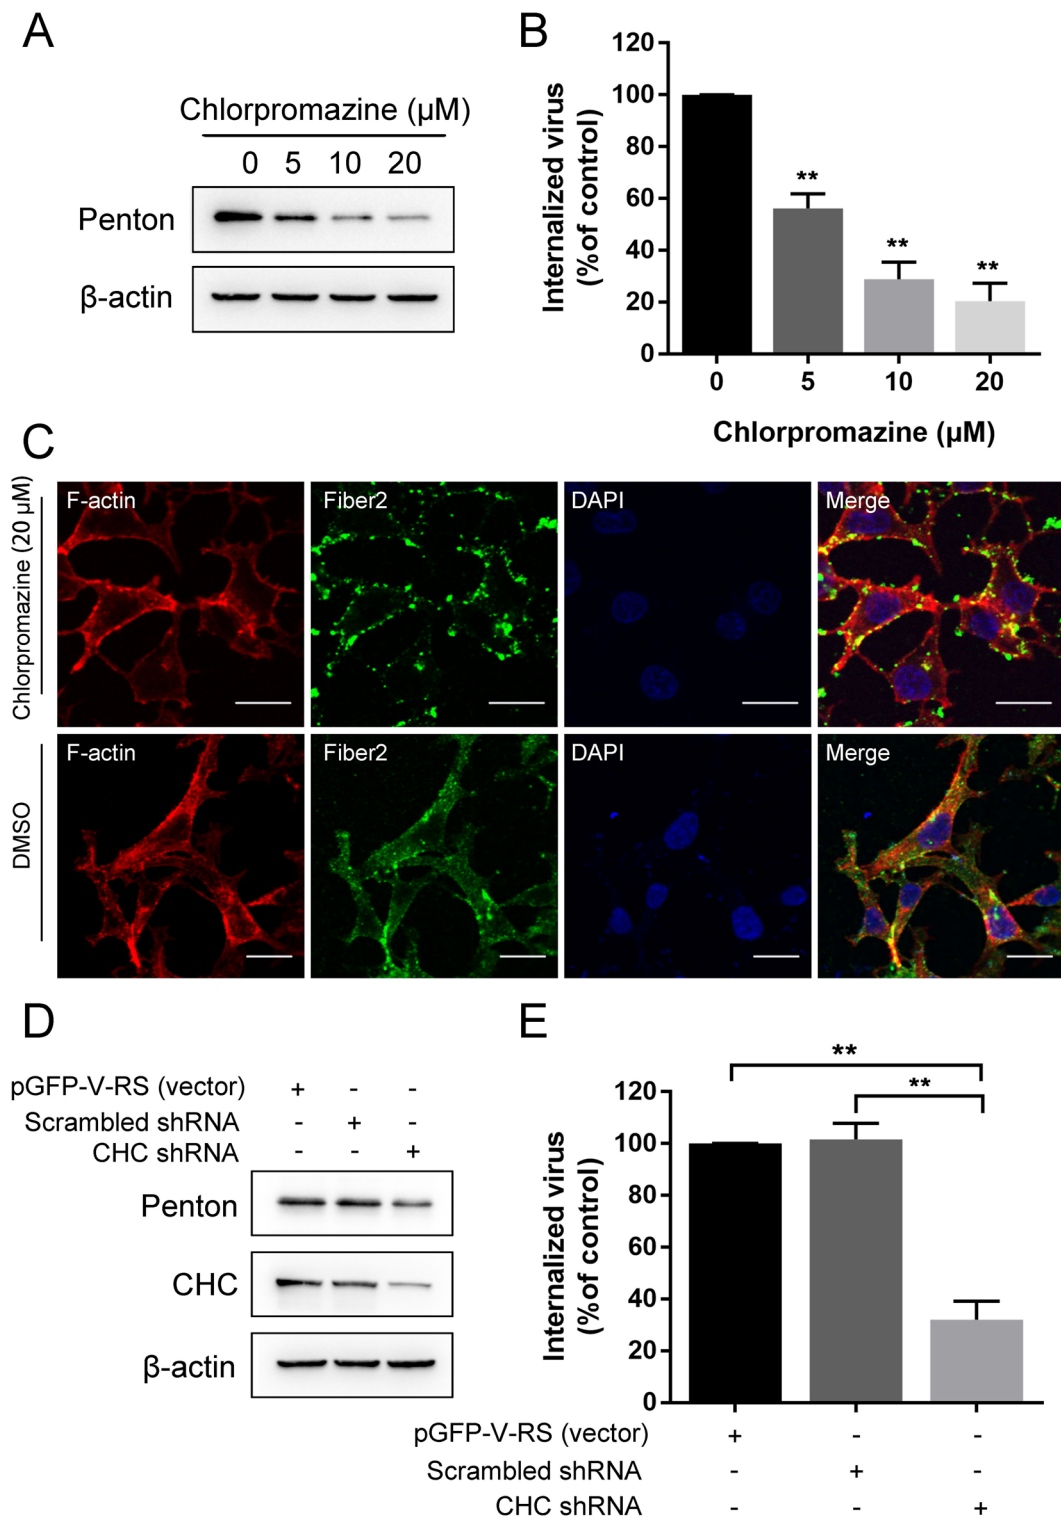 A
Chlorpromazine (μM)
0 5 10 20
Penton
β-actin
B
Internalized virus
(%of control)
120
100
80
60
40
20
0
**
**
**
0 5 10 20
Chlorpromazine (μM)
C
Chlorpromazine (20 μM)
F-actin
Fiber2
DAPI
Merge
DMSO
F-actin
Fiber2
DAPI
Merge
D
pGFP-V-RS (vector) + - -
Scrambled shRNA - + -
CHC shRNA - - +
Penton
CHC
β-actin
E
Internalized virus
(%of control)
120
100
80
60
40
20
0
**
**
pGFP-V-RS (vector) + - -
Scrambled shRNA - + -
CHC shRNA - - +